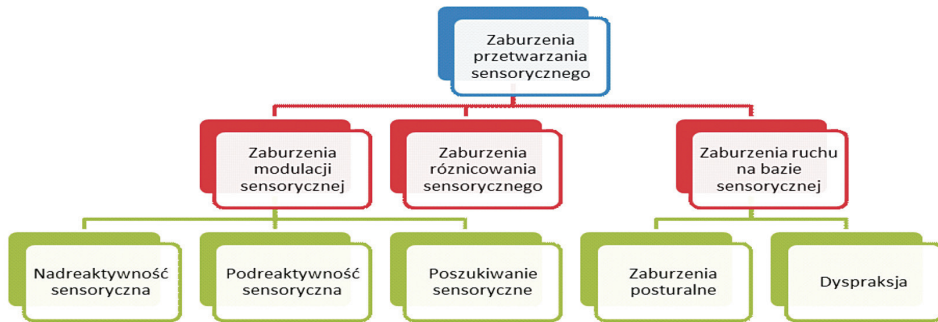 Zaburzenia
przetwarzania
sensorycznego
Zaburzenia
modulacji
sensorycznej
Zaburzenia
róznicowania
sensorycznego
Zaburzenia ruchu
na bazie
sensorycznej
Nadreaktywność
sensoryczna
Podreaktywność
sensoryczna
Poszukiwanie
sensoryczne
Zaburzenia
posturalne
Dyspraksja